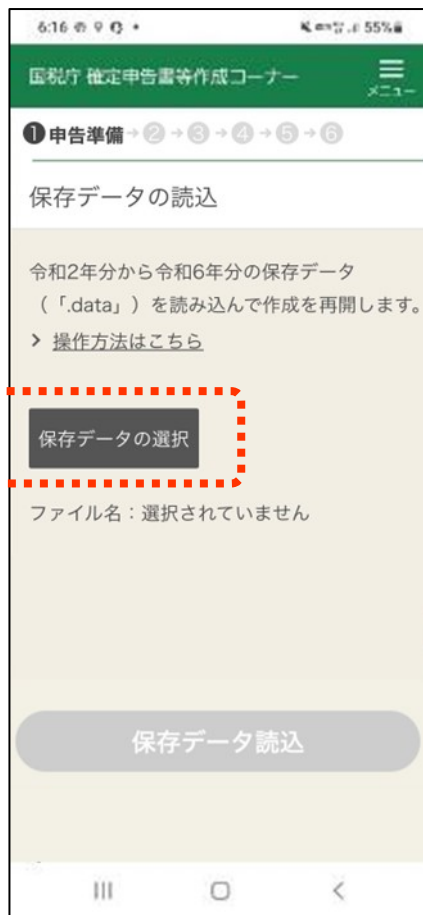 6:16
55%
国税庁 確定申告書等作成コーナー
メニュー
❶申告準備→❷→❸→❹→❺→❻
保存データの読込
令和2年分から令和6年分の保存データ
（「.data」）を読み込んで作成を再開します。
> 操作方法はこちら
保存データの選択
ファイル名：選択されていません
保存データ読込